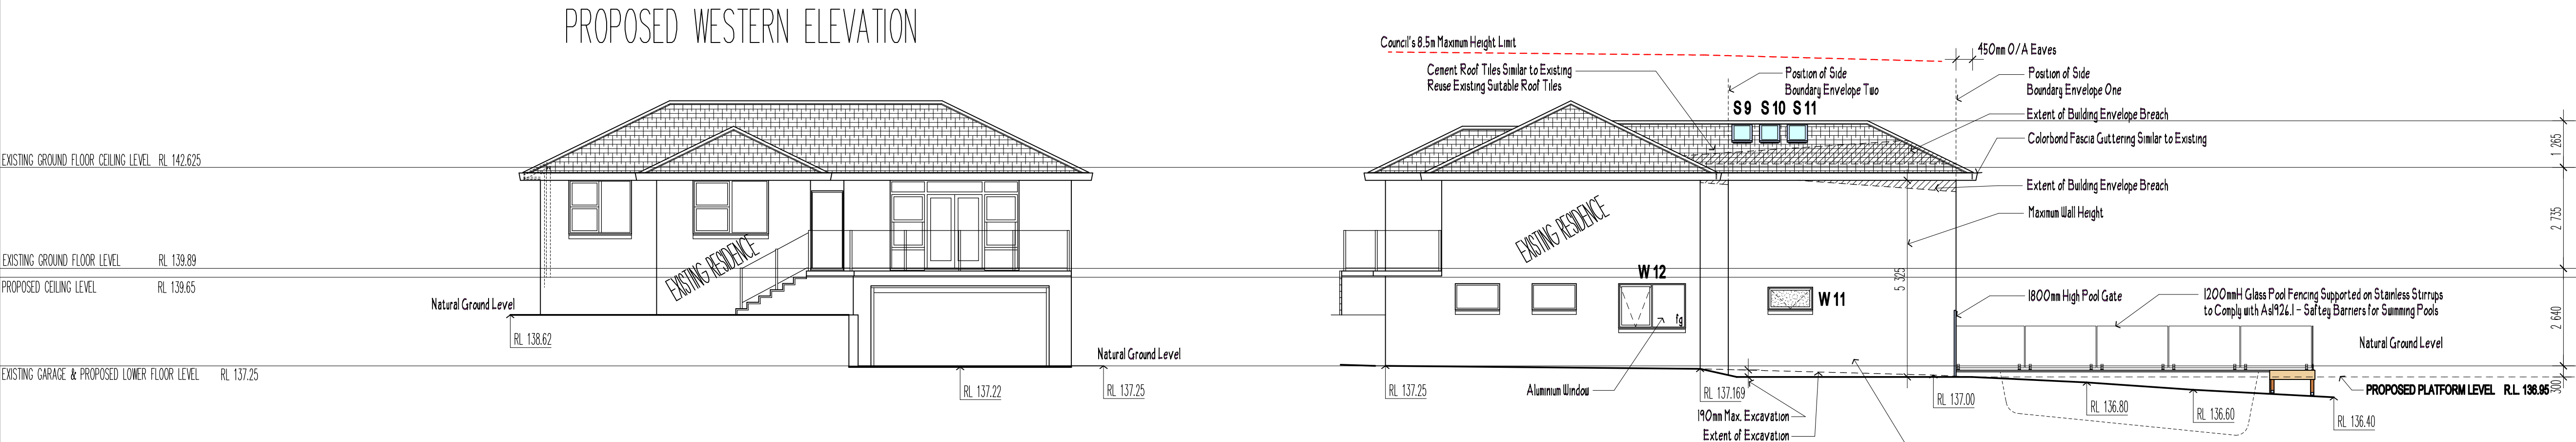 PROPOSED WESTERN ELEVATION
EXISTING GROUND FLOOR CEILING LEVEL RL 142.625
EXISTING GROUND FLOOR LEVEL RL 139.89
PROPOSED CEILING LEVEL RL 139.65
EXISTING GARAGE & PROPOSED LOWER FLOOR LEVEL RL 137.25
EXISTING RESIDENCE
Natural Ground Level
RL 138.62
RL 137.22
Natural Ground Level
RL 137.25
Council's 8.5m Maximum Height Limit
Cement Roof Tiles Similar to Existing
Reuse Existing Suitable Roof Tiles
Position of Side
Boundary Envelope Two
S 9 S 10 S 11
450mm O/A Eaves
Position of Side
Boundary Envelope One
Extent of Building Envelope Breach
Colorbond Fascia Guttering Similar to Existing
Extent of Building Envelope Breach
Maximum Wall Height
EXISTING RESIDENCE
W 12
fg
W 11
5 325
Aluminium Window
1800mm High Pool Gate
1200mmH Glass Pool Fencing Supported on Stainless Stirrups
to Comply with As1926.1 - Saftey Barriers for Swimming Pools
Natural Ground Level
RL 137.25
RL 137.169
190mm Max. Excavation
Extent of Excavation
RL 137.00
RL 136.80
RL 136.60
RL 136.40
PROPOSED PLATFORM LEVEL R.L. 136.95
1 265
2 735
2 640
300